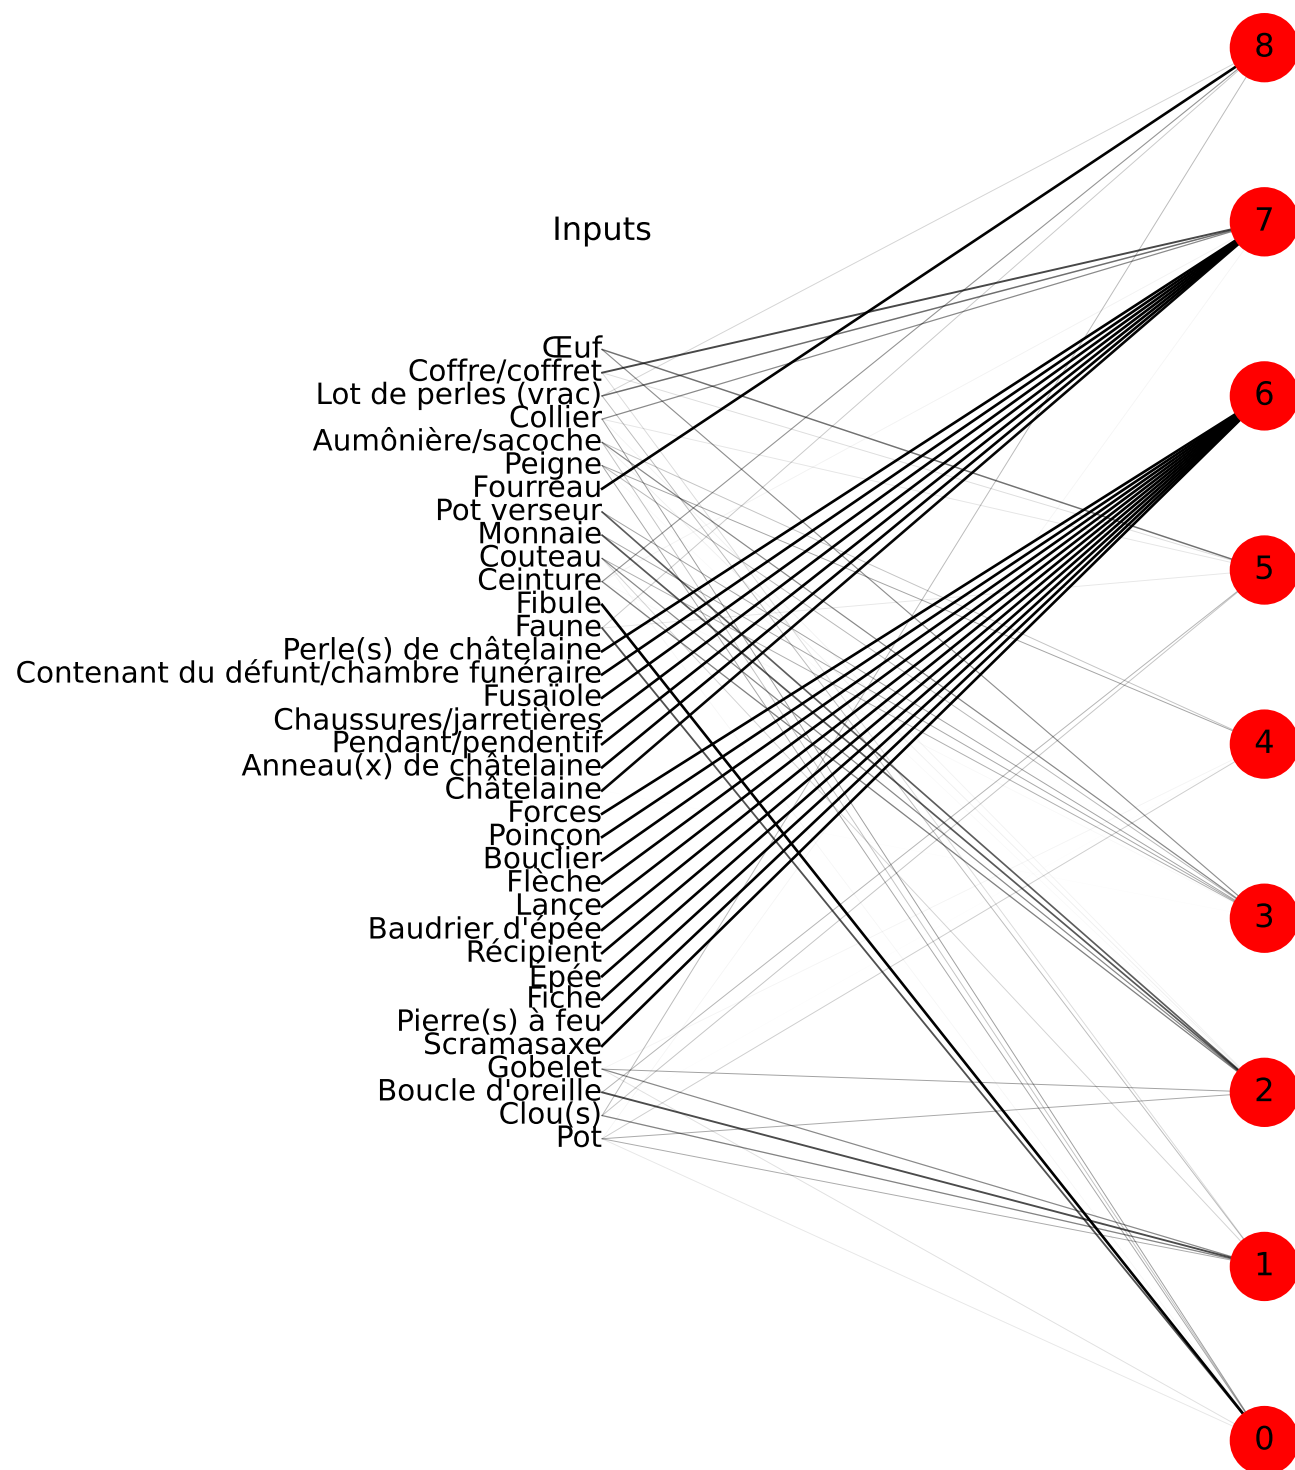 8
7
Inputs
Œuf
Coffre/coffret
Lot de perles (vrac)
6
Collier
Aumônière/sacoche
Peigne
Fourreau
Pot verseur
Monnaie
Couteau
5
Ceinture
Fibule
Faune
Perle(s) de châtelaine
Contenant du défunt/chambre funéraire
Fusaïole
Chaussures/jarretières
Pendant/pendentif
4
Anneau(x) de châtelaine
Châtelaine
Forces
Poinçon
Bouclier
Flèche
Lance
3
Baudrier d'épée
Récipient
Épée
Fiche
Pierre(s) à feu
Scramasaxe
Gobelet
Boucle d'oreille
2
Clou(s)
Pot
1
0